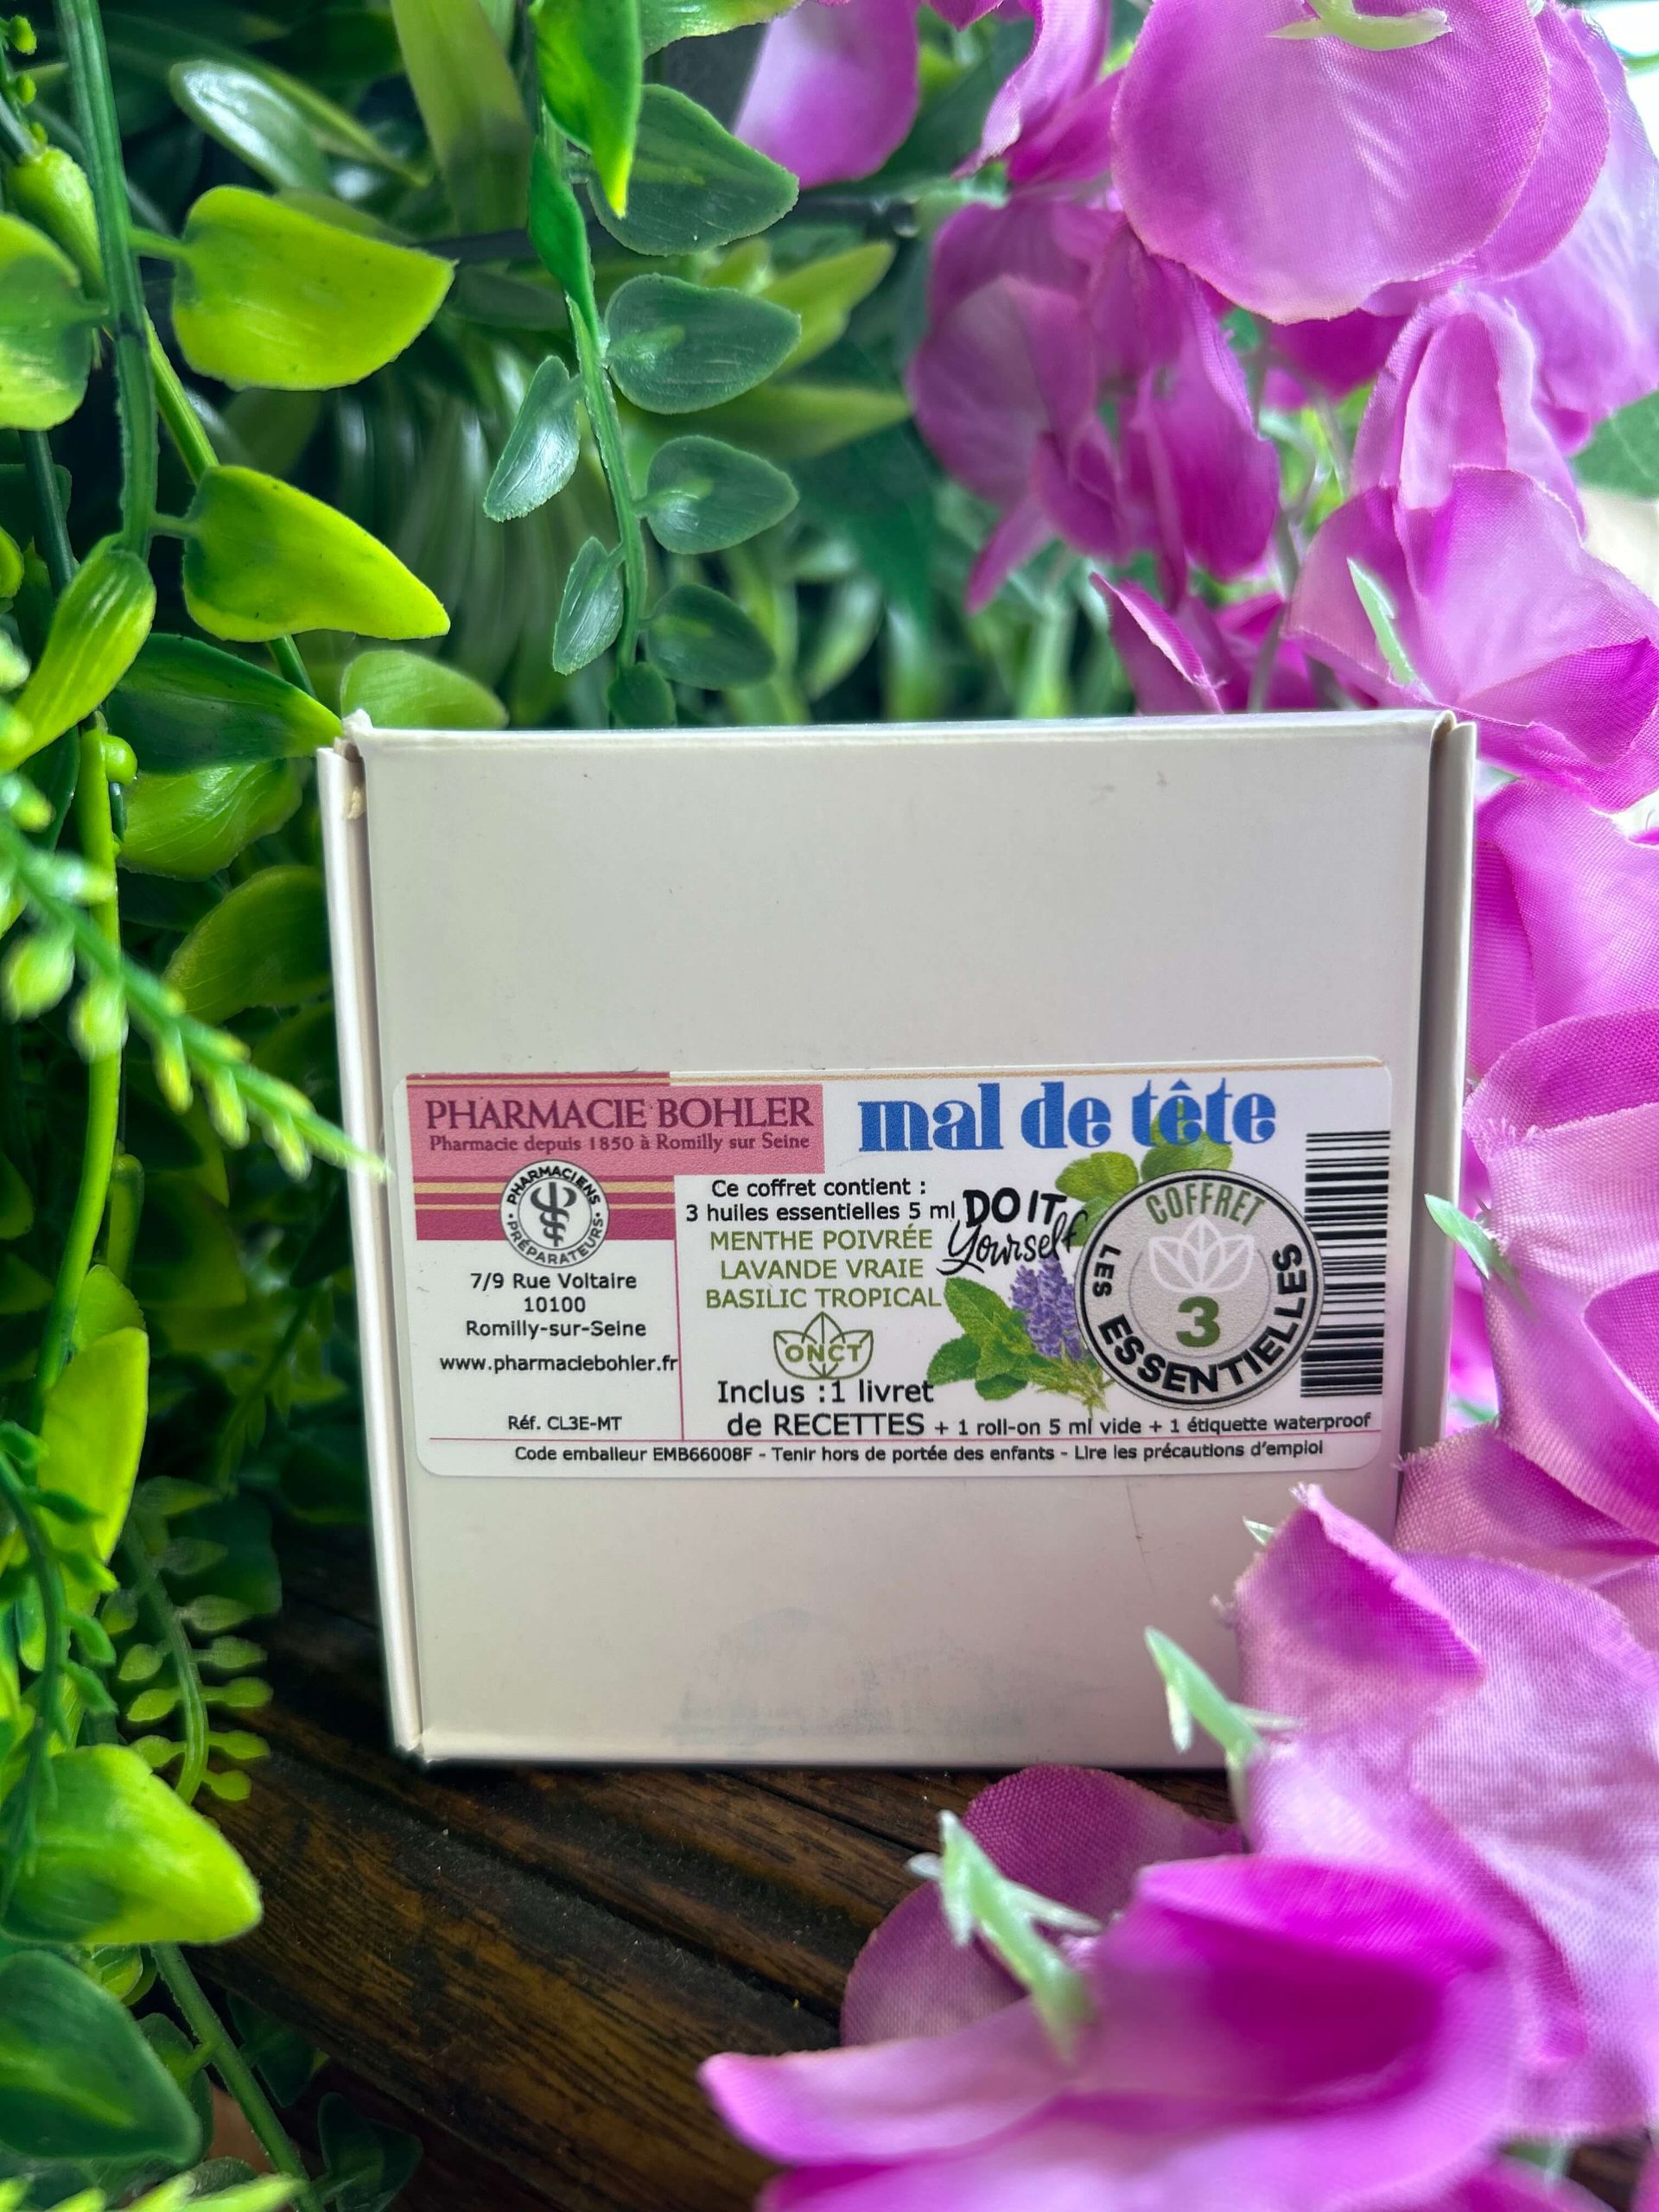 PHARMACIE BOHLER
Pharmacie depuis 1850 à Romilly sur Seine
PHARMACIENS
PRÉPARATEURS
7/9 Rue Voltaire
10100
Romilly-sur-Seine
www.pharmaciebohler.fr
Réf. CL3E-MT
mal de tête
Ce coffret contient :
3 huiles essentielles 5 ml
MENTHE POIVRÉE
LAVANDE VRAIE
BASILIC TROPICAL
ONCT
DO IT
Yourself
COFFRET
3
LES ESSENTIELLES
Inclus :1 livret
de RECETTES + 1 roll-on 5 ml vide + 1 étiquette waterproof
Code emballeur EMB66008F - Tenir hors de portée des enfants - Lire les précautions d'emploi